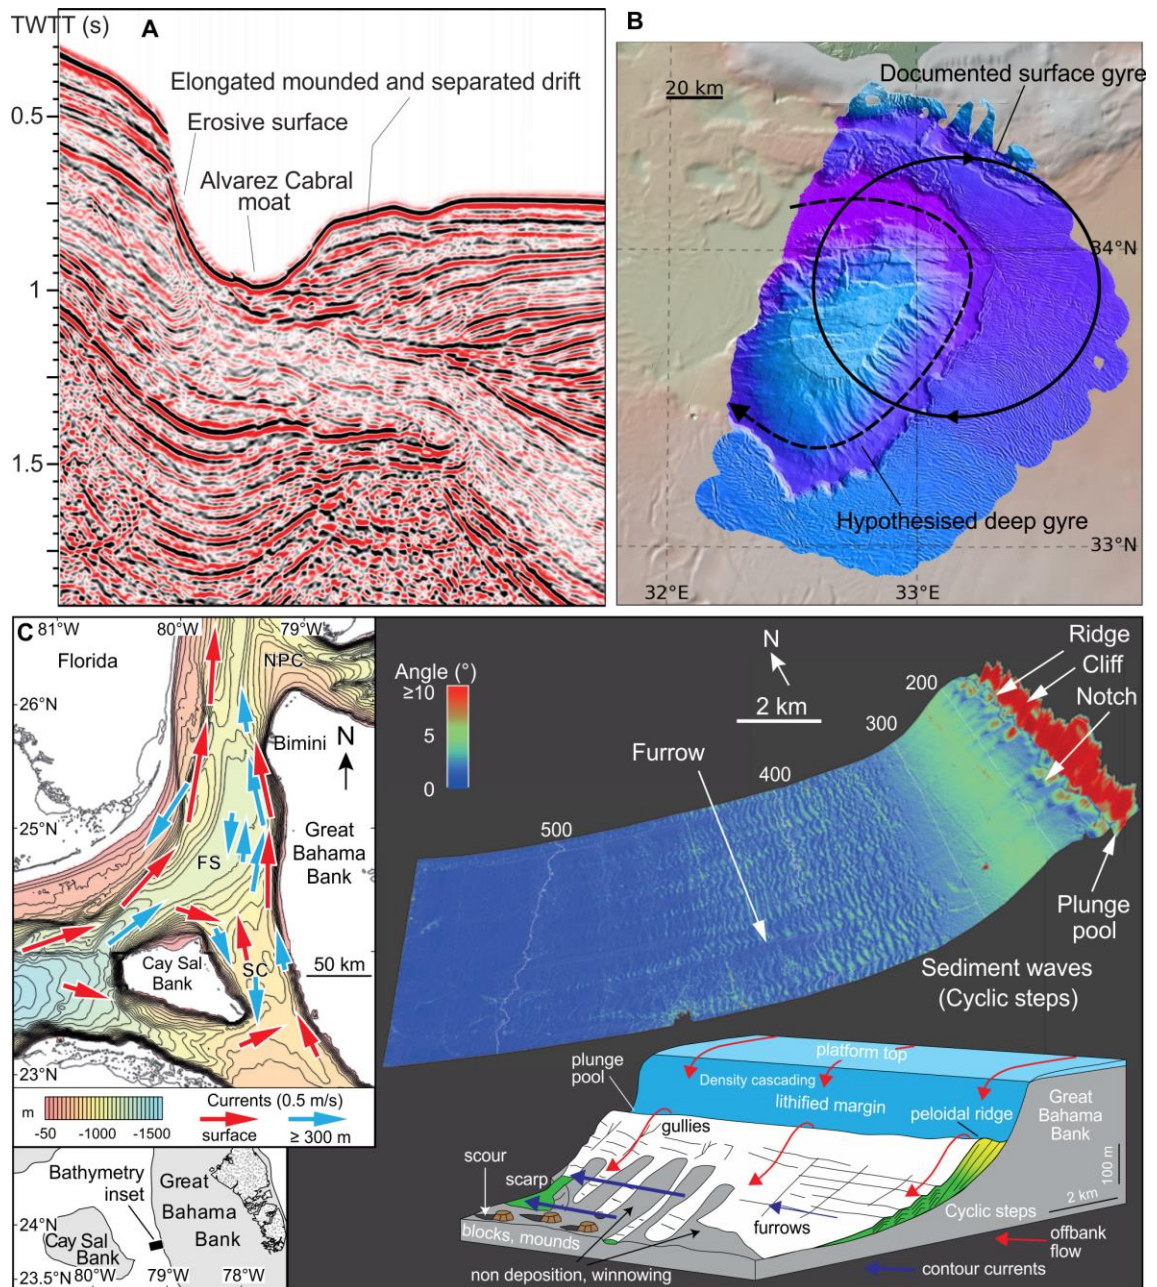 TWTT (s)
A
Elongated mounded and separated drift
Erosive surface
Alvarez Cabral
moat
0.5
1
1.5
B
20 km
Documented surface gyre
34°N
Hypothesised deep gyre
33°N
32°E
33°E
C
81°W
80°W
79°W
Florida
NPC
26°N
Bimini
N
25°N
FS
Great
Bahama
Bank
Cay Sal
Bank
SC
50 km
23°N
m
-50
-1000
-1500
Currents (0.5 m/s)
surface
≥ 300 m
Bathymetry
inset
Great
Bahama
Bank
24°N
Cay Sal
Bank
23.5°N
80°W
79°W
78°W
Angle (°)
≥10
5
0
N
2 km
200
300
400
500
Ridge
Cliff
Notch
Furrow
Plunge
pool
Sediment waves
(Cyclic steps)
platform top
plunge
pool
Density cascading
lithified margin
peloidal ridge
Great
Bahama
Bank
gullies
scour
scarp
100 m
2 km
Cyclic steps
furrows
blocks, mounds
non deposition, winnowing
offbank
flow
contour currents